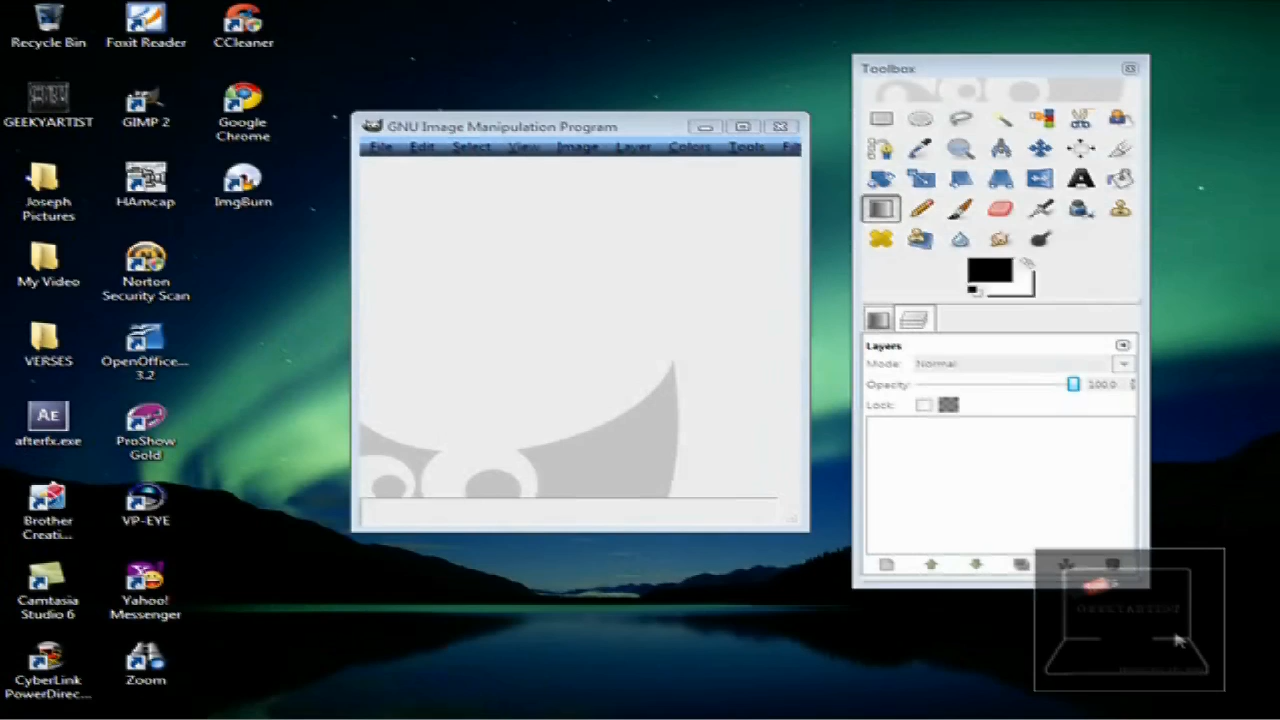 Recycle Bin
Foxit Reader
CCleaner
GEEKYARTIST
GIMP 2
Google
Chrome
Joseph
Pictures
HAmcap
ImgBurn
My Video
Norton
Security Scan
VERSES
OpenOffice....
3.2
AE
afterfx.exe
ProShow
Gold
Brother
Creati...
VP-EYE
Camtasia
Studio 6
Yahoo!
Messenger
CyberLink
PowerDirec...
Zoom
GNU Image Manipulation Program
File Edit Select View Image Layer Colors Tools Filt
Toolbox
Layers
Mode: Normal
Opacity: 100.0
Lock:
GEEKYARTIST